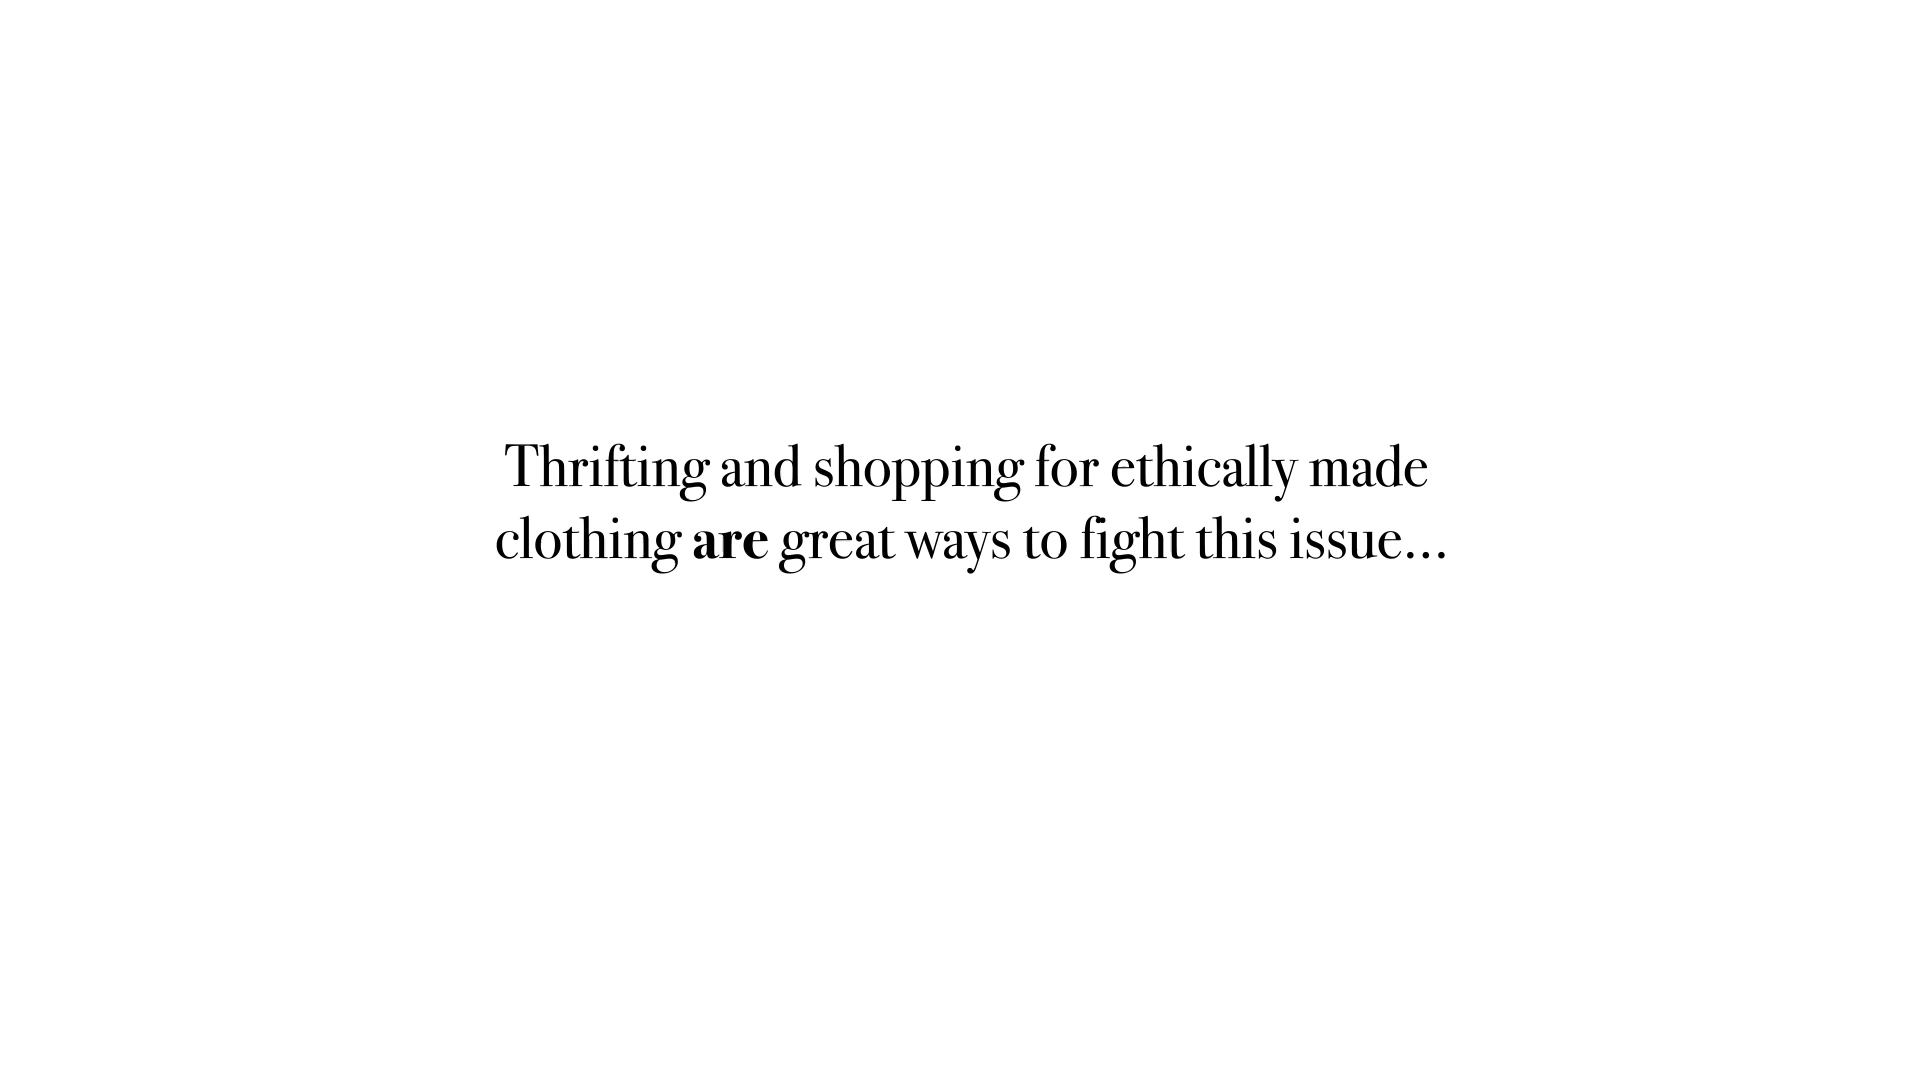 Thrifting and shopping for ethically made
clothing are great ways to fight this issue...